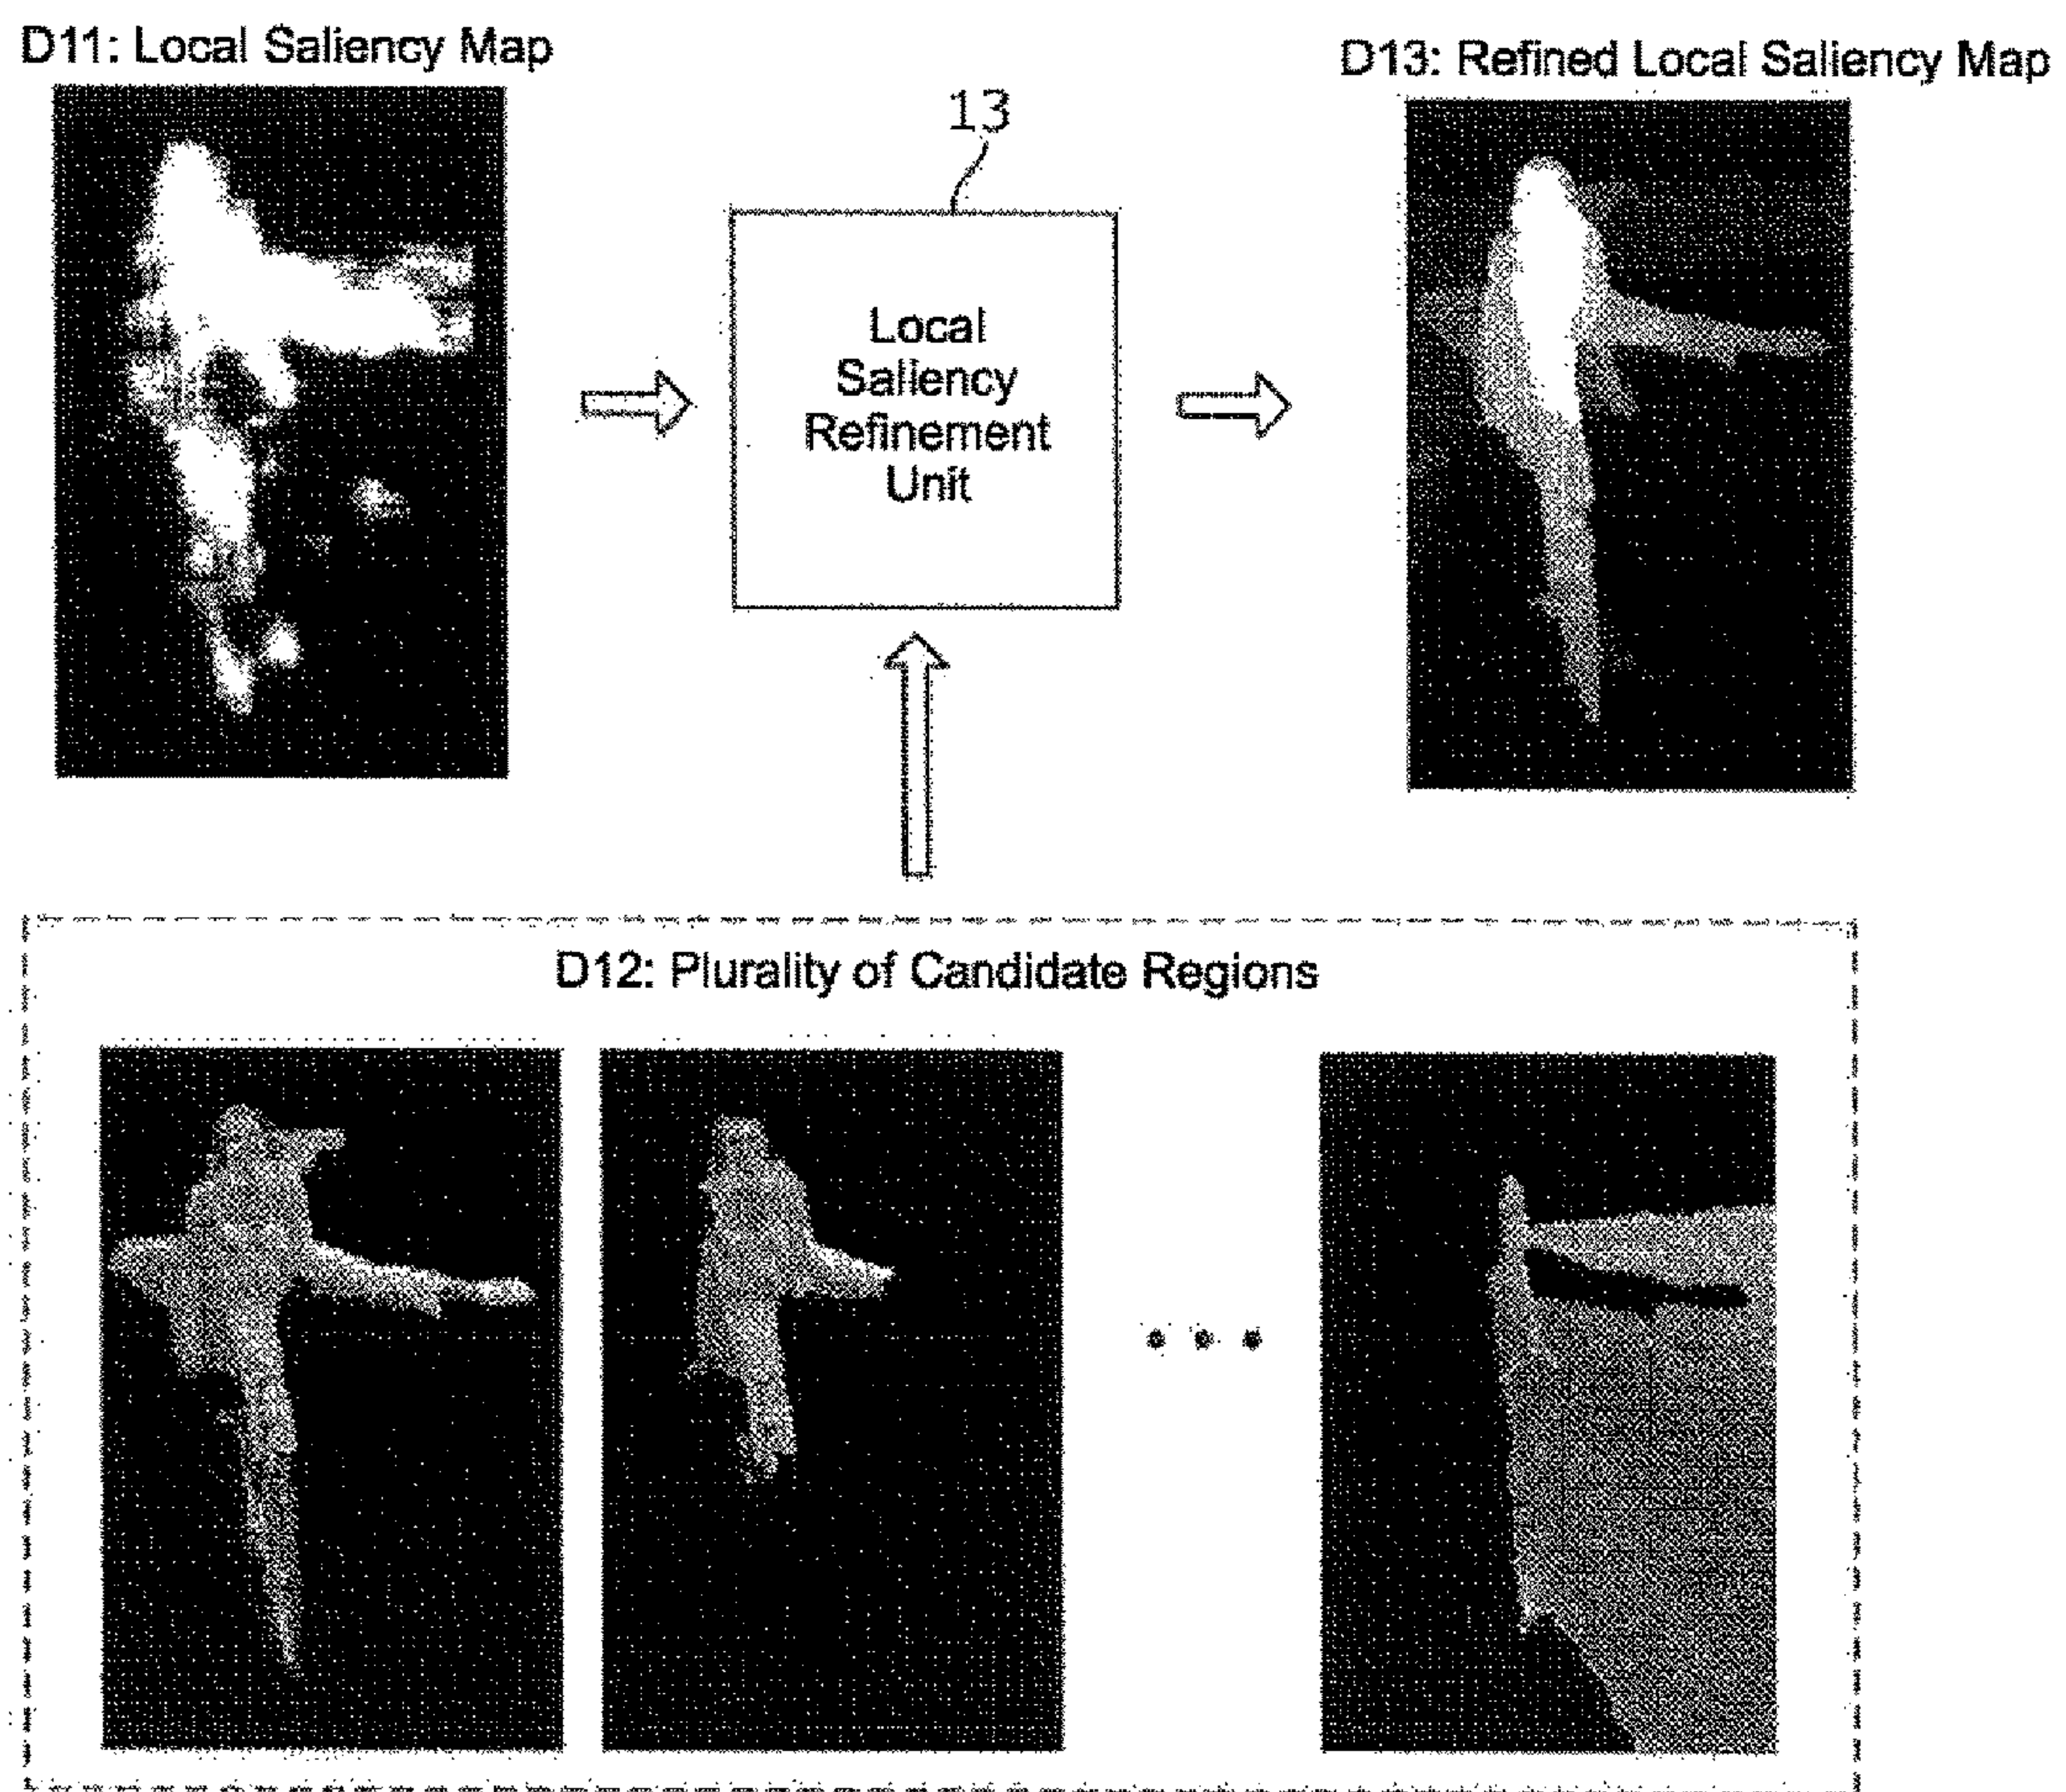 D11: Local Saliency Map
D13: Refined Local Saliency Map
13
Local
Saliency
Refinement
Unit
D12: Plurality of Candidate Regions